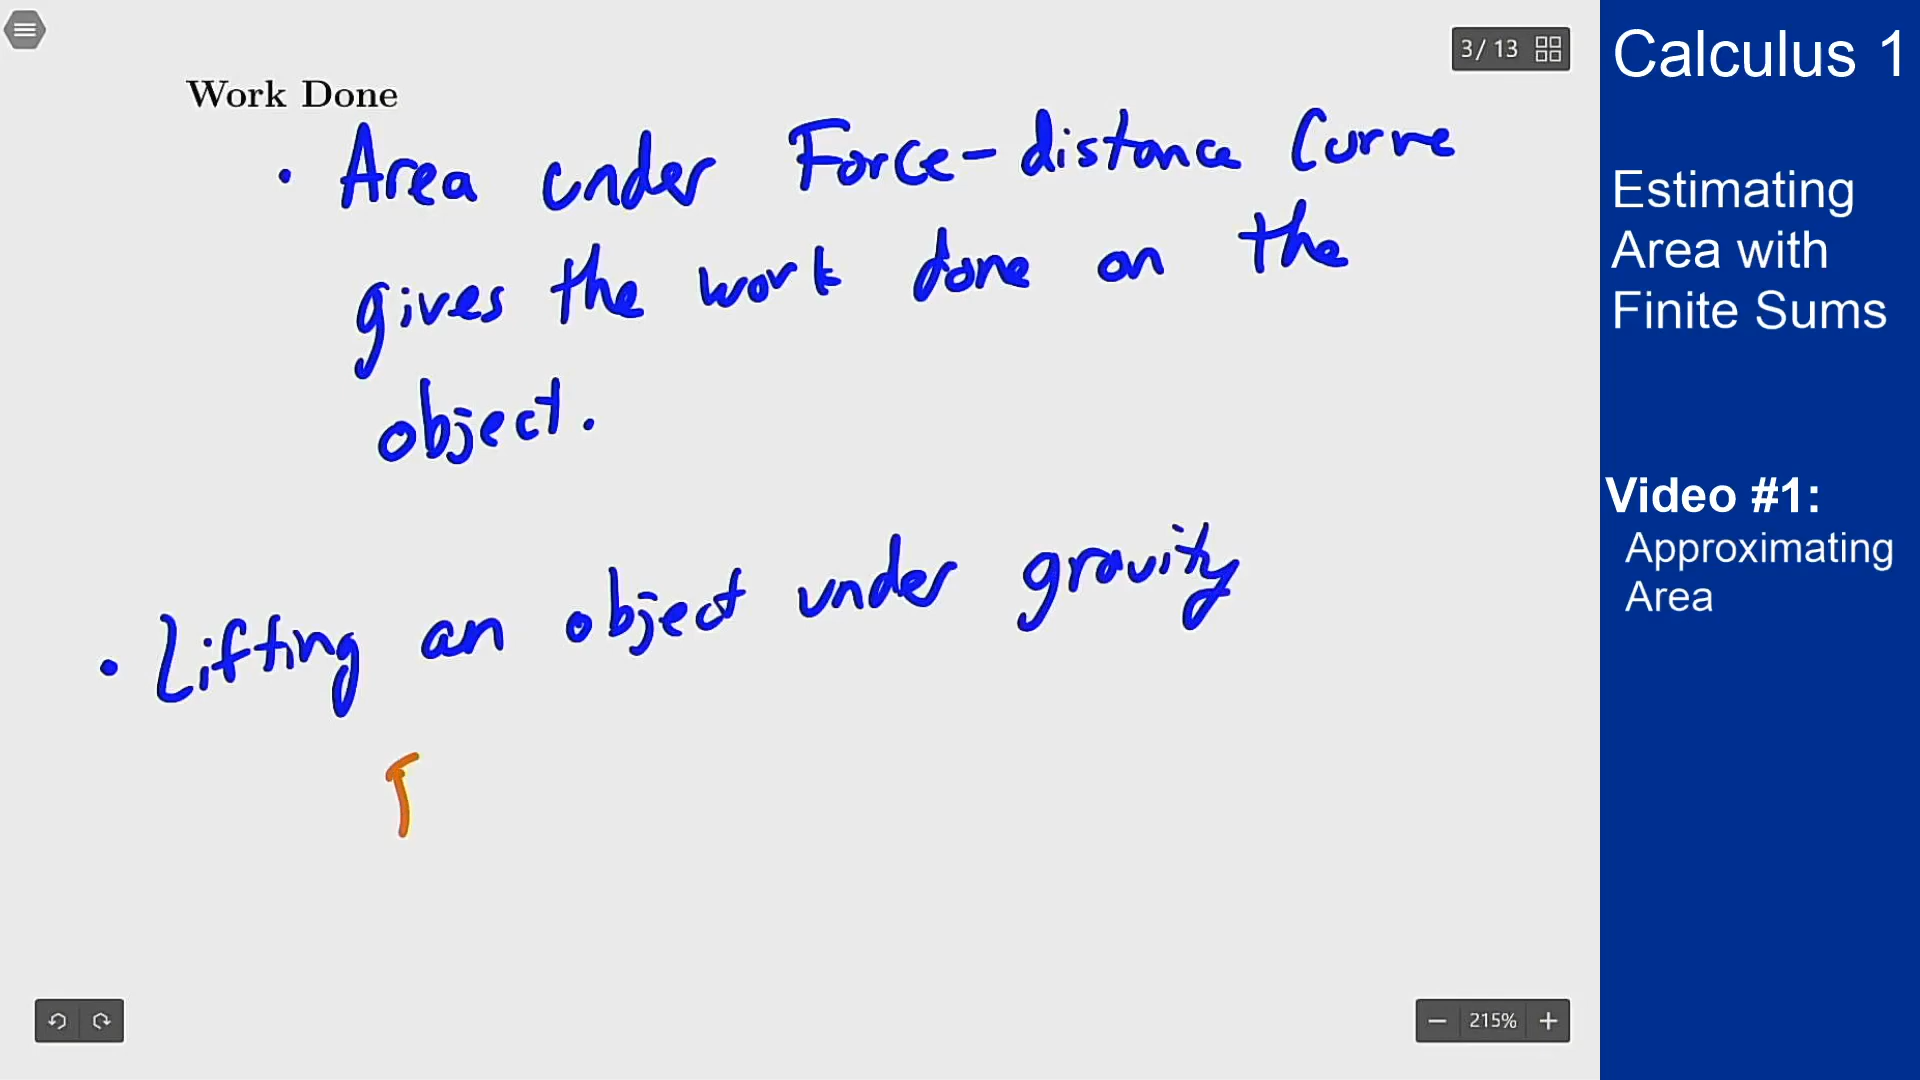 3/ 13
Work Done
• Area under Force-distance Curve
gives the work done on the
object.
• Lifting an object under gravity
215%
Calculus 1
Estimating
Area with
Finite Sums
Video #1:
Approximating
Area